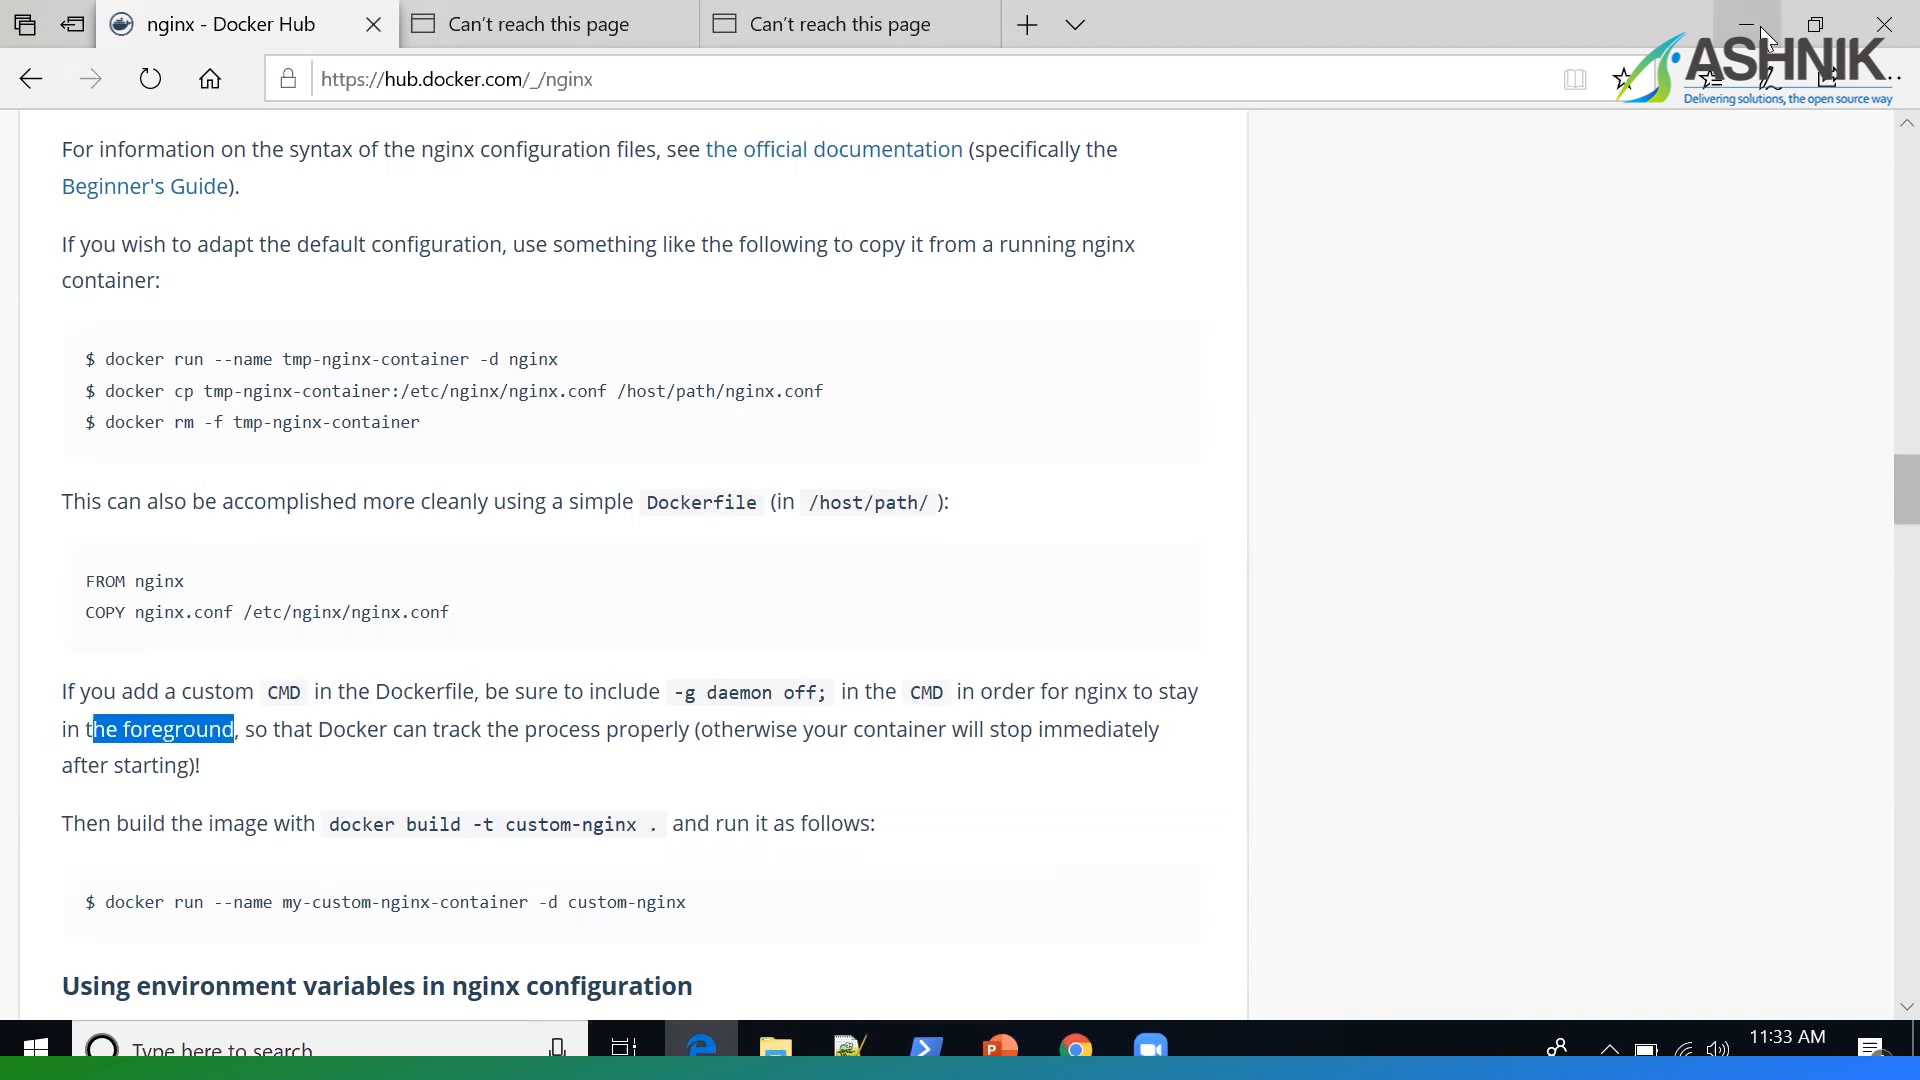 nginx - Docker Hub
Can't reach this page
Can't reach this page
https://hub.docker.com/_/nginx
ASHNIK
Delivering solutions, the open source way
For information on the syntax of the nginx configuration files, see the official documentation (specifically the
Beginner's Guide).
If you wish to adapt the default configuration, use something like the following to copy it from a running nginx
container:
$ docker run --name tmp-nginx-container -d nginx
$ docker cp tmp-nginx-container:/etc/nginx/nginx.conf /host/path/nginx.conf
$ docker rm -f tmp-nginx-container
This can also be accomplished more cleanly using a simple Dockerfile (in /host/path/ ):
FROM nginx
COPY nginx.conf /etc/nginx/nginx.conf
If you add a custom CMD in the Dockerfile, be sure to include -g daemon off; in the CMD in order for nginx to stay
in the foreground, so that Docker can track the process properly (otherwise your container will stop immediately
after starting)!
Then build the image with docker build -t custom-nginx . and run it as follows:
$ docker run --name my-custom-nginx-container -d custom-nginx
Using environment variables in nginx configuration
Type here to search
11:33 AM